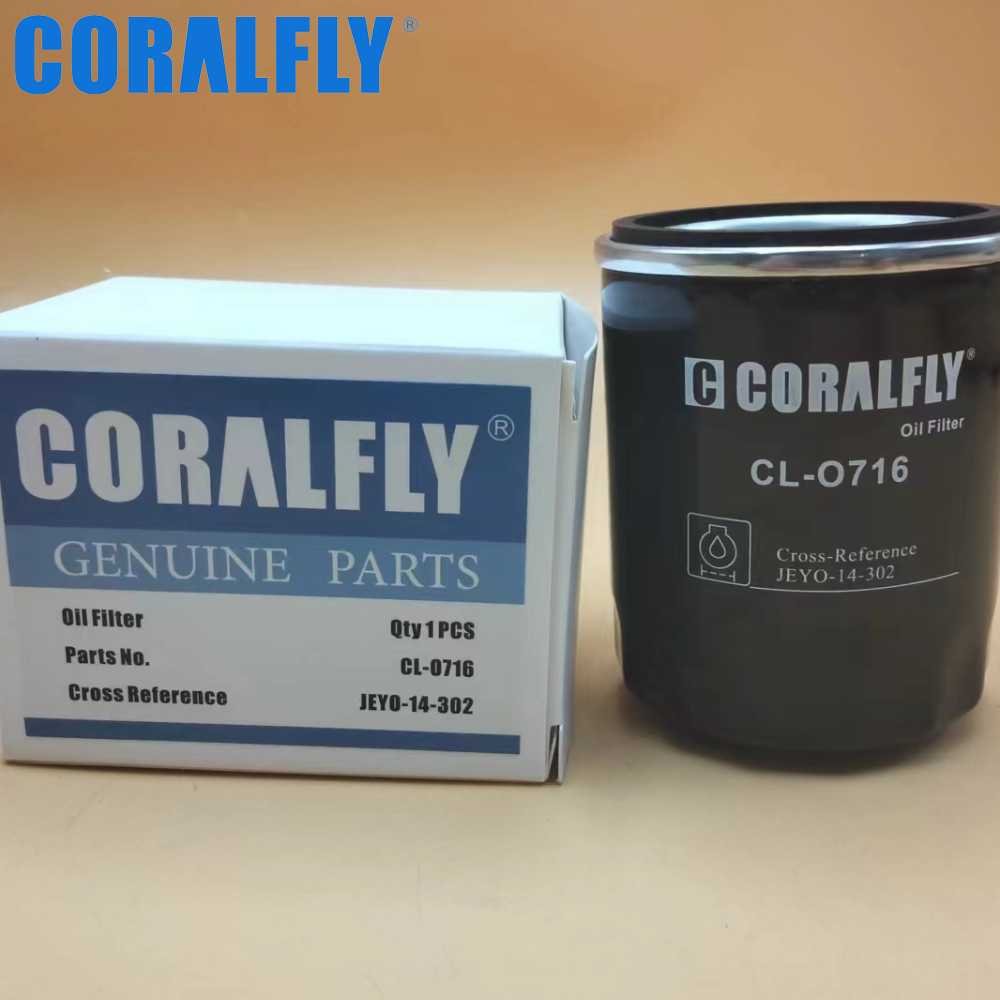 CORALFLY®
CORALFLY®
GENUINE PARTS
Oil Filter Qty 1 PCS
Parts No. CL-O716
Cross Reference JEYO-14-302
C CORALFLY®
Oil Filter
CL-O716
Cross-Reference
JEYO-14-302